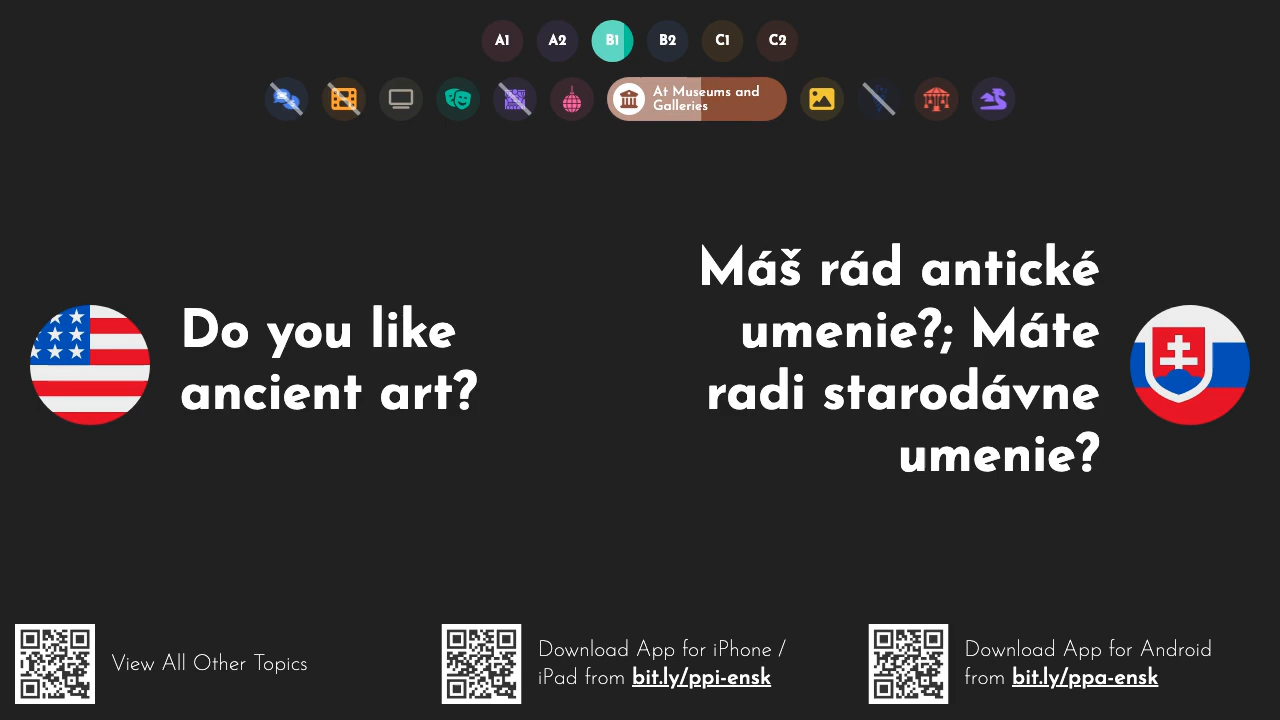 A1 A2 B1 B2 C1 C2
At Museums and
Galleries
Do you like
ancient art?
Máš rád antické
umenie?; Máte
radi starodávne
umenie?
View All Other Topics
Download App for iPhone /
iPad from bit.ly/ppi-ensk
Download App for Android
from bit.ly/ppa-ensk